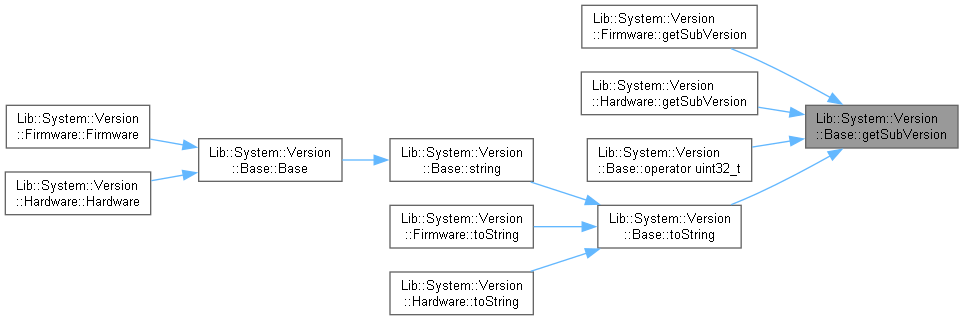 Lib::System::Version
::Firmware::getSubVersion
Lib::System::Version
::Hardware::getSubVersion
Lib::System::Version
::Base::getSubVersion
Lib::System::Version
::Firmware::Firmware
Lib::System::Version
::Base::Base
Lib::System::Version
::Base::string
Lib::System::Version
::Base::operator uint32_t
Lib::System::Version
::Hardware::Hardware
Lib::System::Version
::Firmware::toString
Lib::System::Version
::Base::toString
Lib::System::Version
::Hardware::toString